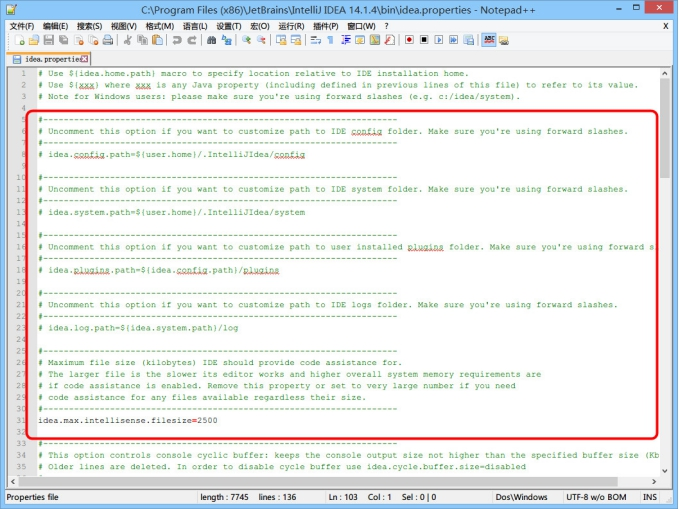 C:\Program Files (x86)\JetBrains\IntelliJ IDEA 14.1.4\bin\idea.properties - Notepad++
文件(F) 编辑(E) 搜索(S) 视图(V) 格式(M) 语言(L) 设置(T) 宏(O) 运行(R) 插件(P) 窗口(W) ? X
idea.properties
1 # Use ${idea.home.path} macro to specify location relative to IDE installation home.
2 # Use ${xxx} where xxx is any Java property (including defined in previous lines of this file) to refer to its value.
3 # Note for Windows users: please make sure you're using forward slashes (e.g. c:/idea/system).
4
5 #---------------------------------------------------------------------
6 # Uncomment this option if you want to customize path to IDE config folder. Make sure you're using forward slashes.
7 #---------------------------------------------------------------------
8 # idea.config.path=${user.home}/.IntelliJIdea/config
9
10 #---------------------------------------------------------------------
11 # Uncomment this option if you want to customize path to IDE system folder. Make sure you're using forward slashes.
12 #---------------------------------------------------------------------
13 # idea.system.path=${user.home}/.IntelliJIdea/system
14
15 #---------------------------------------------------------------------
16 # Uncomment this option if you want to customize path to user installed plugins folder. Make sure you're using forward s
17 #---------------------------------------------------------------------
18 # idea.plugins.path=${idea.config.path}/plugins
19
20 #---------------------------------------------------------------------
21 # Uncomment this option if you want to customize path to IDE logs folder. Make sure you're using forward slashes.
22 #---------------------------------------------------------------------
23 # idea.log.path=${idea.system.path}/log
24
25 #---------------------------------------------------------------------
26 # Maximum file size (kilobytes) IDE should provide code assistance for.
27 # The larger file is the slower its editor works and higher overall system memory requirements are
28 # if code assistance is enabled. Remove this property or set to very large number if you need
29 # code assistance for any files available regardless their size.
30 #---------------------------------------------------------------------
31 idea.max.intellisense.filesize=2500
32
33 #---------------------------------------------------------------------
34 # This option controls console cyclic buffer: keeps the console output size not higher than the specified buffer size (Kb
35 # Older lines are deleted. In order to disable cycle buffer use idea.cycle.buffer.size=disabled
Properties file length : 7745 lines : 136 Ln : 103 Col : 1 Sel : 0 | 0 Dos\Windows UTF-8 w/o BOM INS